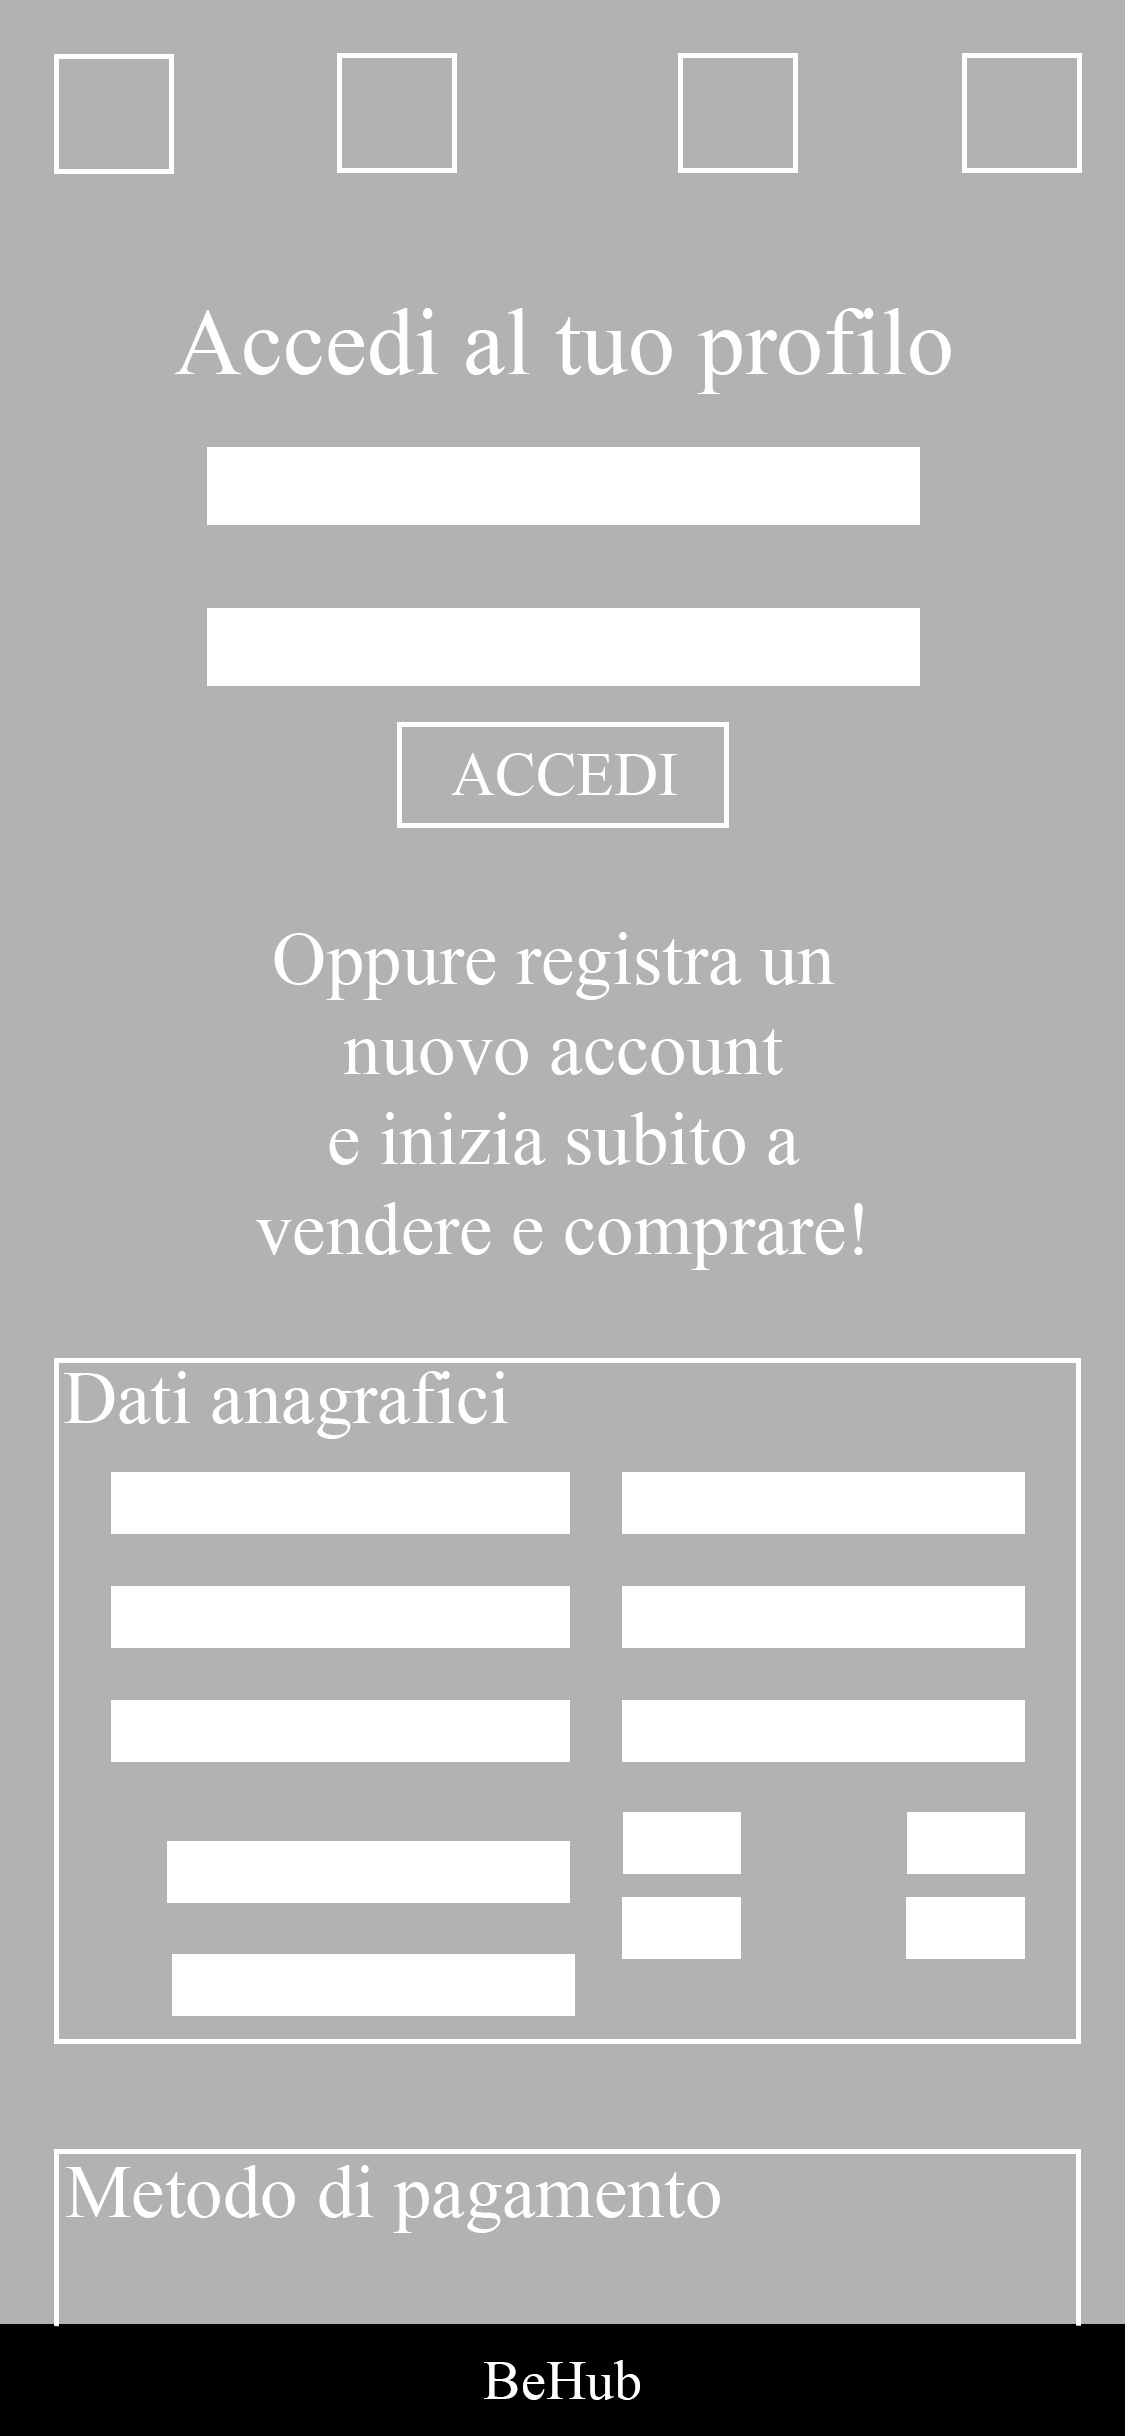 Accedi al tuo profilo
ACCEDI
Oppure registra un
nuovo account
e inizia subito a
vendere e comprare!
Dati anagrafici
Metodo di pagamento
BeHub